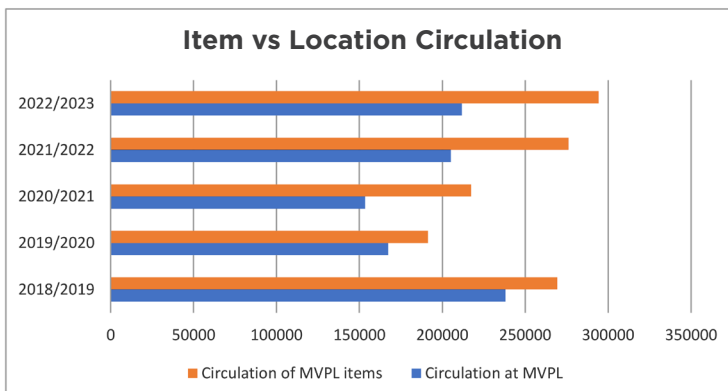 Item vs Location Circulation
2022/2023
2021/2022
2020/2021
2019/2020
2018/2019
0 50000 100000 150000 200000 250000 300000 350000
Circulation of MVPL items Circulation at MVPL